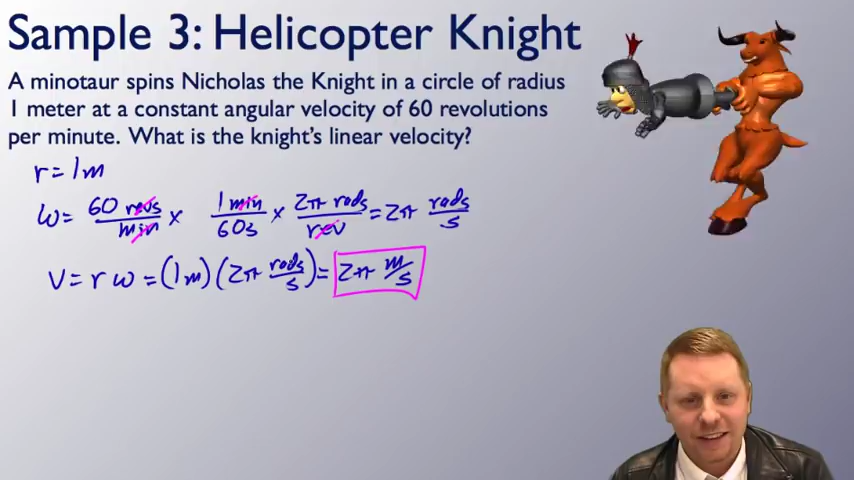 Sample 3: Helicopter Knight
A minotaur spins Nicholas the Knight in a circle of radius
1 meter at a constant angular velocity of 60 revolutions
per minute. What is the knight's linear velocity?
r = 1m
ω = 60 revs/min × 1 min/60s × 2π rads/rev = 2π rads/s
V = r ω = (1m)(2π rads/s) = 2π m/s